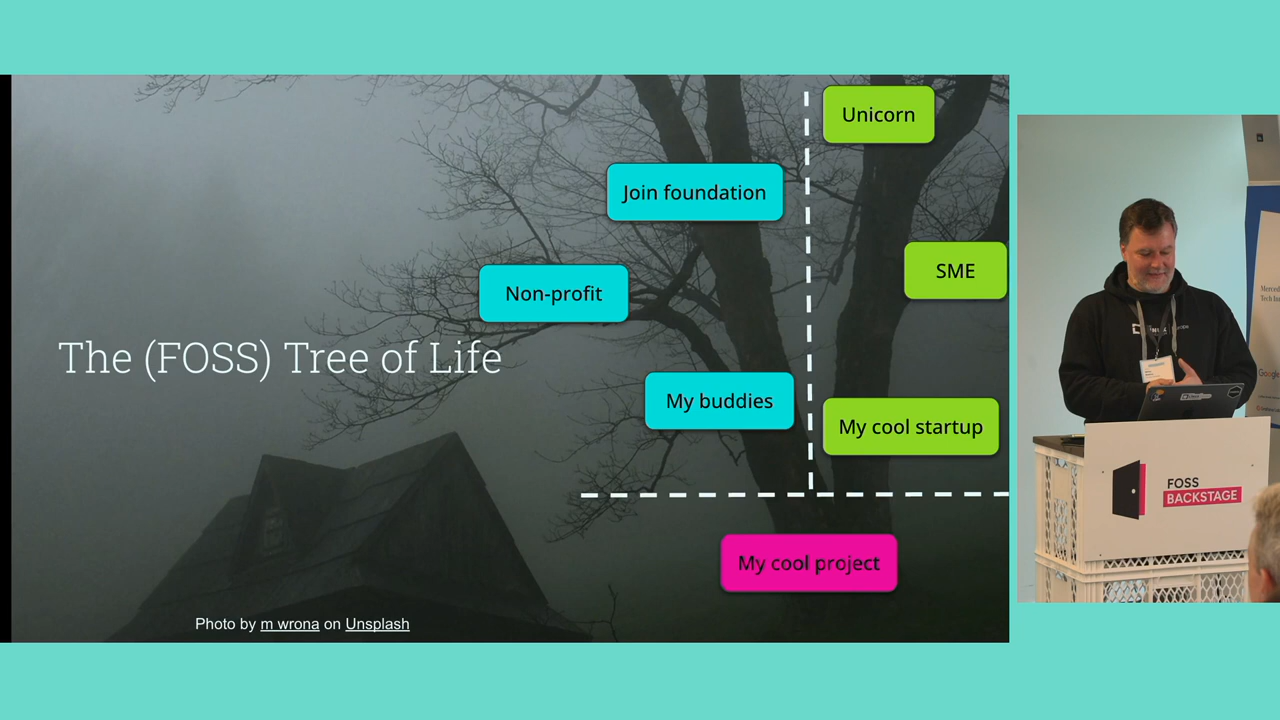 Unicorn
Join foundation
SME
Non-profit
The (FOSS) Tree of Life
My buddies
My cool startup
My cool project
Photo by m wrona on Unsplash
FOSS
BACKSTAGE